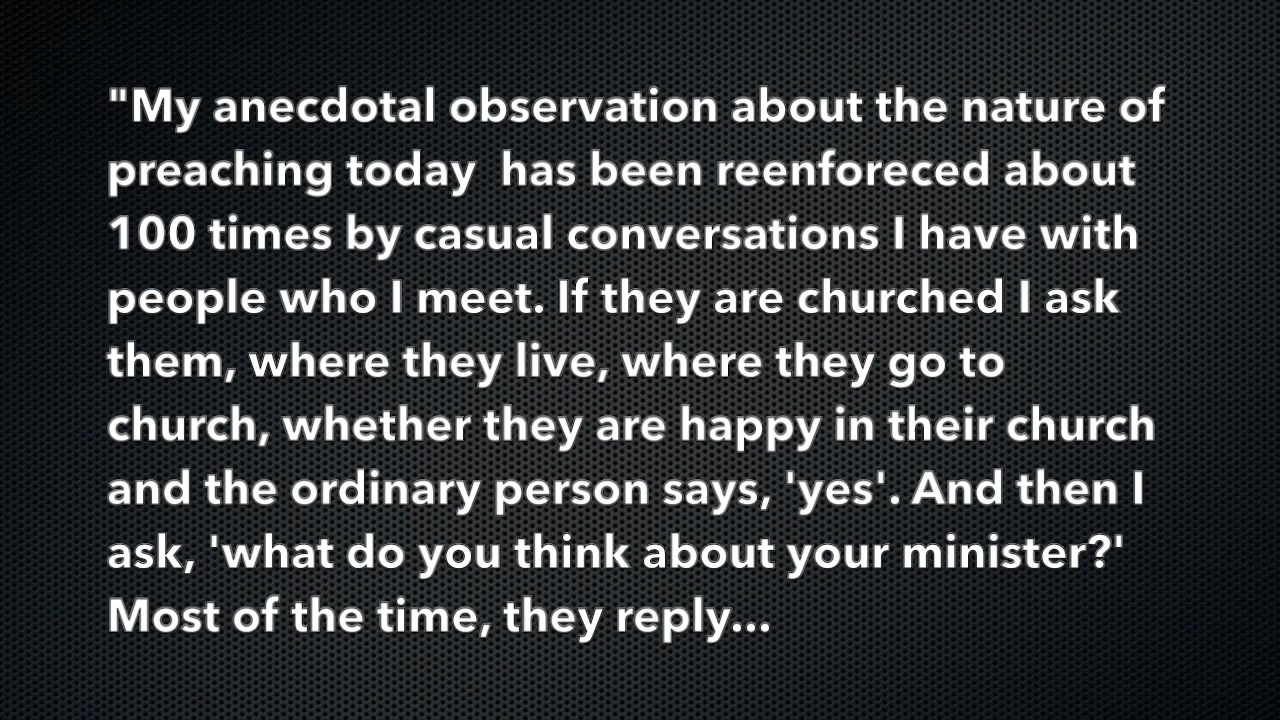 "My anecdotal observation about the nature of
preaching today  has been reenforeced about
100 times by casual conversations I have with
people who I meet. If they are churched I ask
them, where they live, where they go to
church, whether they are happy in their church
and the ordinary person says, 'yes'. And then I
ask, 'what do you think about your minister?'
Most of the time, they reply...